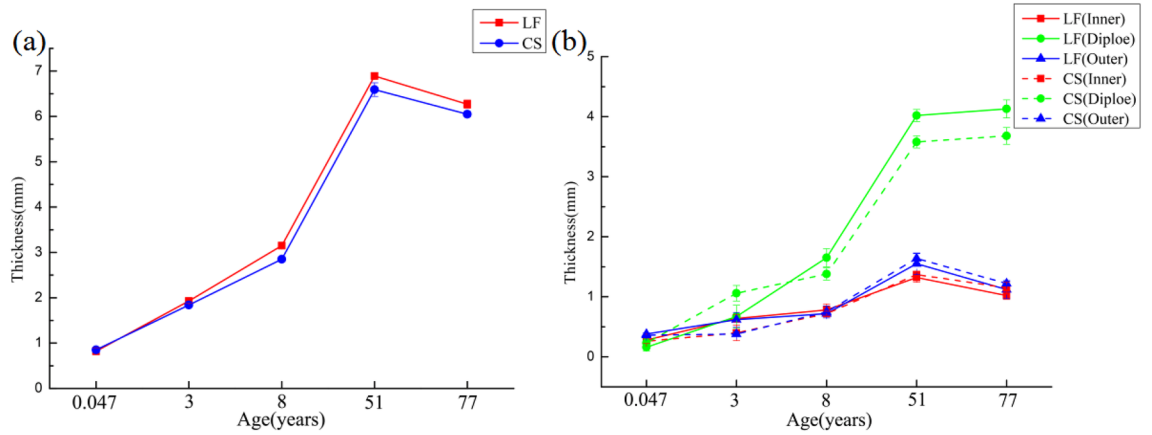 (a)
LF
CS
7
6
5
4
3
2
1
0
Thickness(mm)
0.047 3 8 51 77
Age(years)
(b)
LF(Inner)
LF(Diploe)
LF(Outer)
CS(Inner)
CS(Diploe)
CS(Outer)
5
4
3
2
1
0
Thickness(mm)
0.047 3 8 51 77
Age(years)